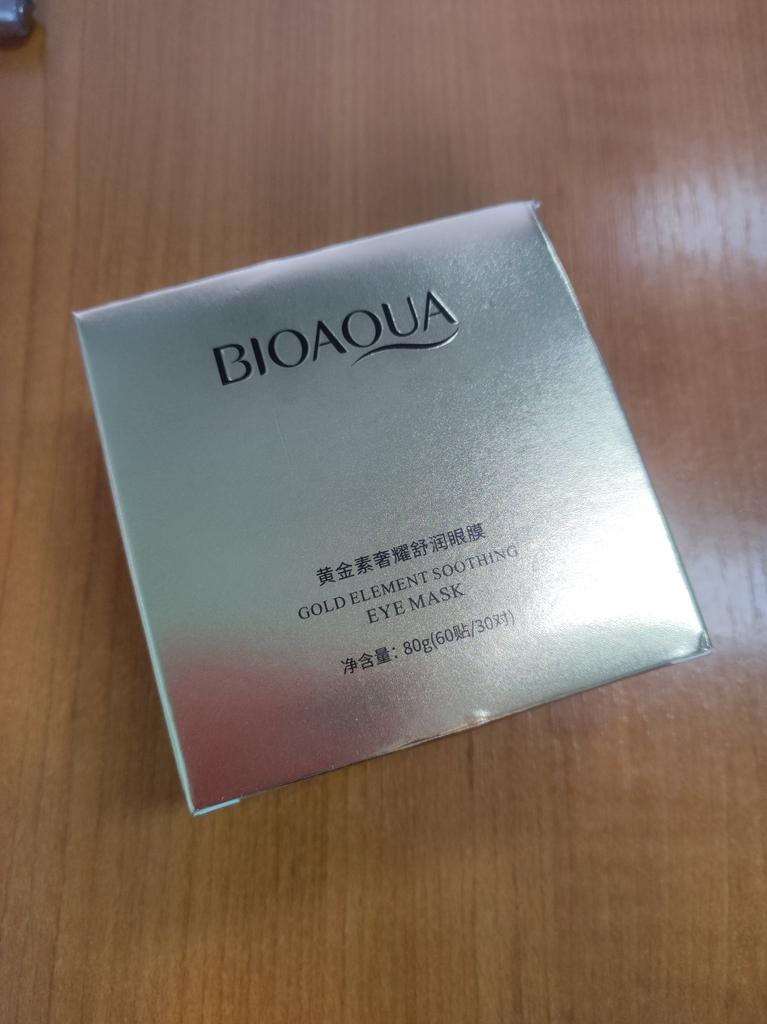 BIOAQUA
黄金素奢耀舒润眼膜
GOLD ELEMENT SOOTHING
EYE MASK
净含量：80g(60贴/30对)